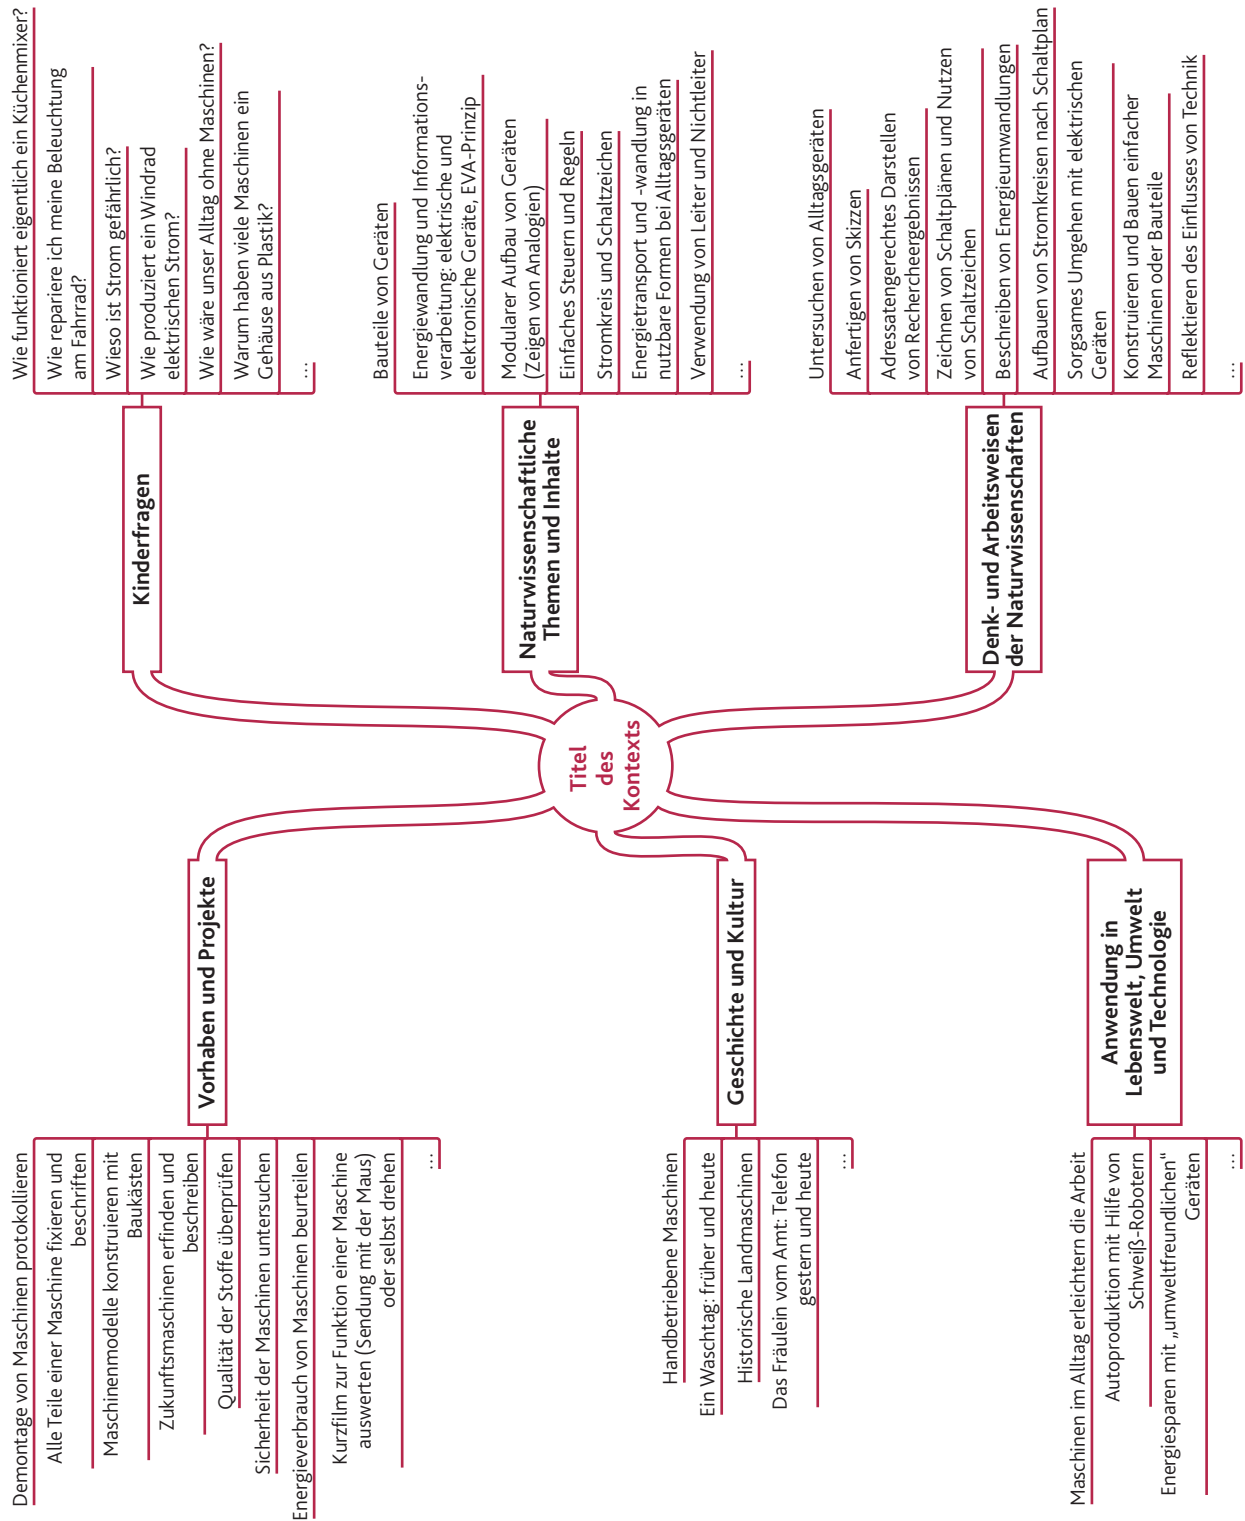 Titel
des
Kontexts
Kinderfragen
Wie funktioniert eigentlich ein Küchenmixer?
Wie repariere ich meine Beleuchtung
am Fahrrad?
Wieso ist Strom gefährlich?
Wie produziert ein Windrad
elektrischen Strom?
Wie wäre unser Alltag ohne Maschinen?
Warum haben viele Maschinen ein
Gehäuse aus Plastik?
...
Naturwissenschaftliche
Themen und Inhalte
Bauteile von Geräten
Energiewandlung und Informations-
verarbeitung: elektrische und
elektronische Geräte, EVA-Prinzip
Modularer Aufbau von Geräten
(Zeigen von Analogien)
Einfaches Steuern und Regeln
Stromkreis und Schaltzeichen
Energietransport und -wandlung in
nutzbare Formen bei Alltagsgeräten
Verwendung von Leiter und Nichtleiter
...
Denk- und Arbeitsweisen
der Naturwissenschaften
Untersuchen von Alltagsgeräten
Anfertigen von Skizzen
Adressatengerechtes Darstellen
von Rechercheergebnissen
Zeichnen von Schaltplänen und Nutzen
von Schaltzeichen
Beschreiben von Energieumwandlungen
Aufbauen von Stromkreisen nach Schaltplan
Sorgsames Umgehen mit elektrischen
Geräten
Konstruieren und Bauen einfacher
Maschinen oder Bauteile
Reflektieren des Einflusses von Technik
...
Vorhaben und Projekte
Demontage von Maschinen protokollieren
Alle Teile einer Maschine fixieren und
beschriften
Maschinenmodelle konstruieren mit
Baukästen
Zukunftsmaschinen erfinden und
beschreiben
Qualität der Stoffe überprüfen
Sicherheit der Maschinen untersuchen
Energieverbrauch von Maschinen beurteilen
Kurzfilm zur Funktion einer Maschine
auswerten (Sendung mit der Maus)
oder selbst drehen
...
Geschichte und Kultur
Handbetriebene Maschinen
Ein Waschtag: früher und heute
Historische Landmaschinen
Das Fräulein vom Amt: Telefon
gestern und heute
...
Anwendung in
Lebenswelt, Umwelt
und Technologie
Maschinen im Alltag erleichtern die Arbeit
Autoproduktion mit Hilfe von
Schweiß-Robotern
Energiesparen mit „umweltfreundlichen“
Geräten
...